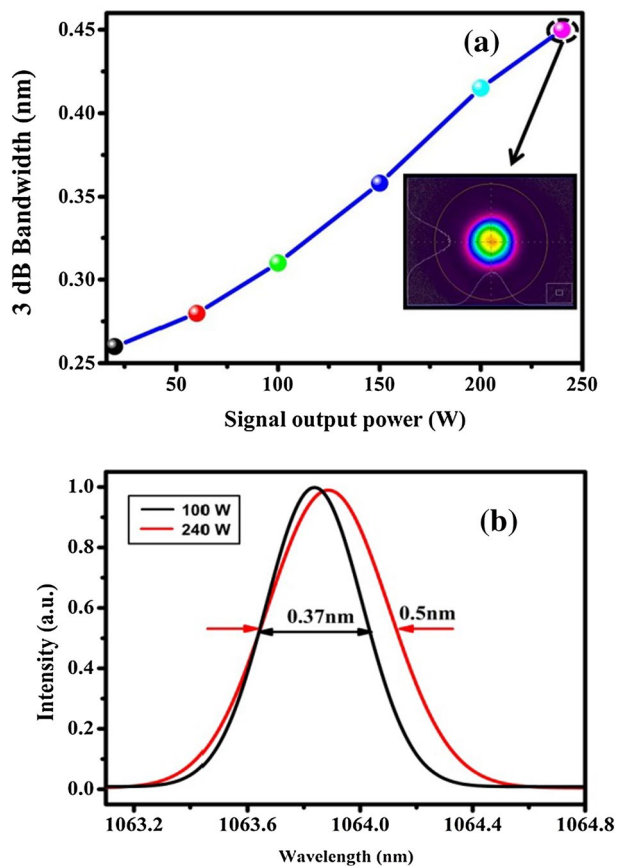 (a)
3 dB Bandwidth (nm)
0.45
0.40
0.35
0.30
0.25
50 100 150 200 250
Signal output power (W)
(b)
100 W
240 W
0.37nm
0.5nm
Intensity (a.u.)
1.0
0.8
0.6
0.4
0.2
0.0
1063.2 1063.6 1064.0 1064.4 1064.8
Wavelength (nm)